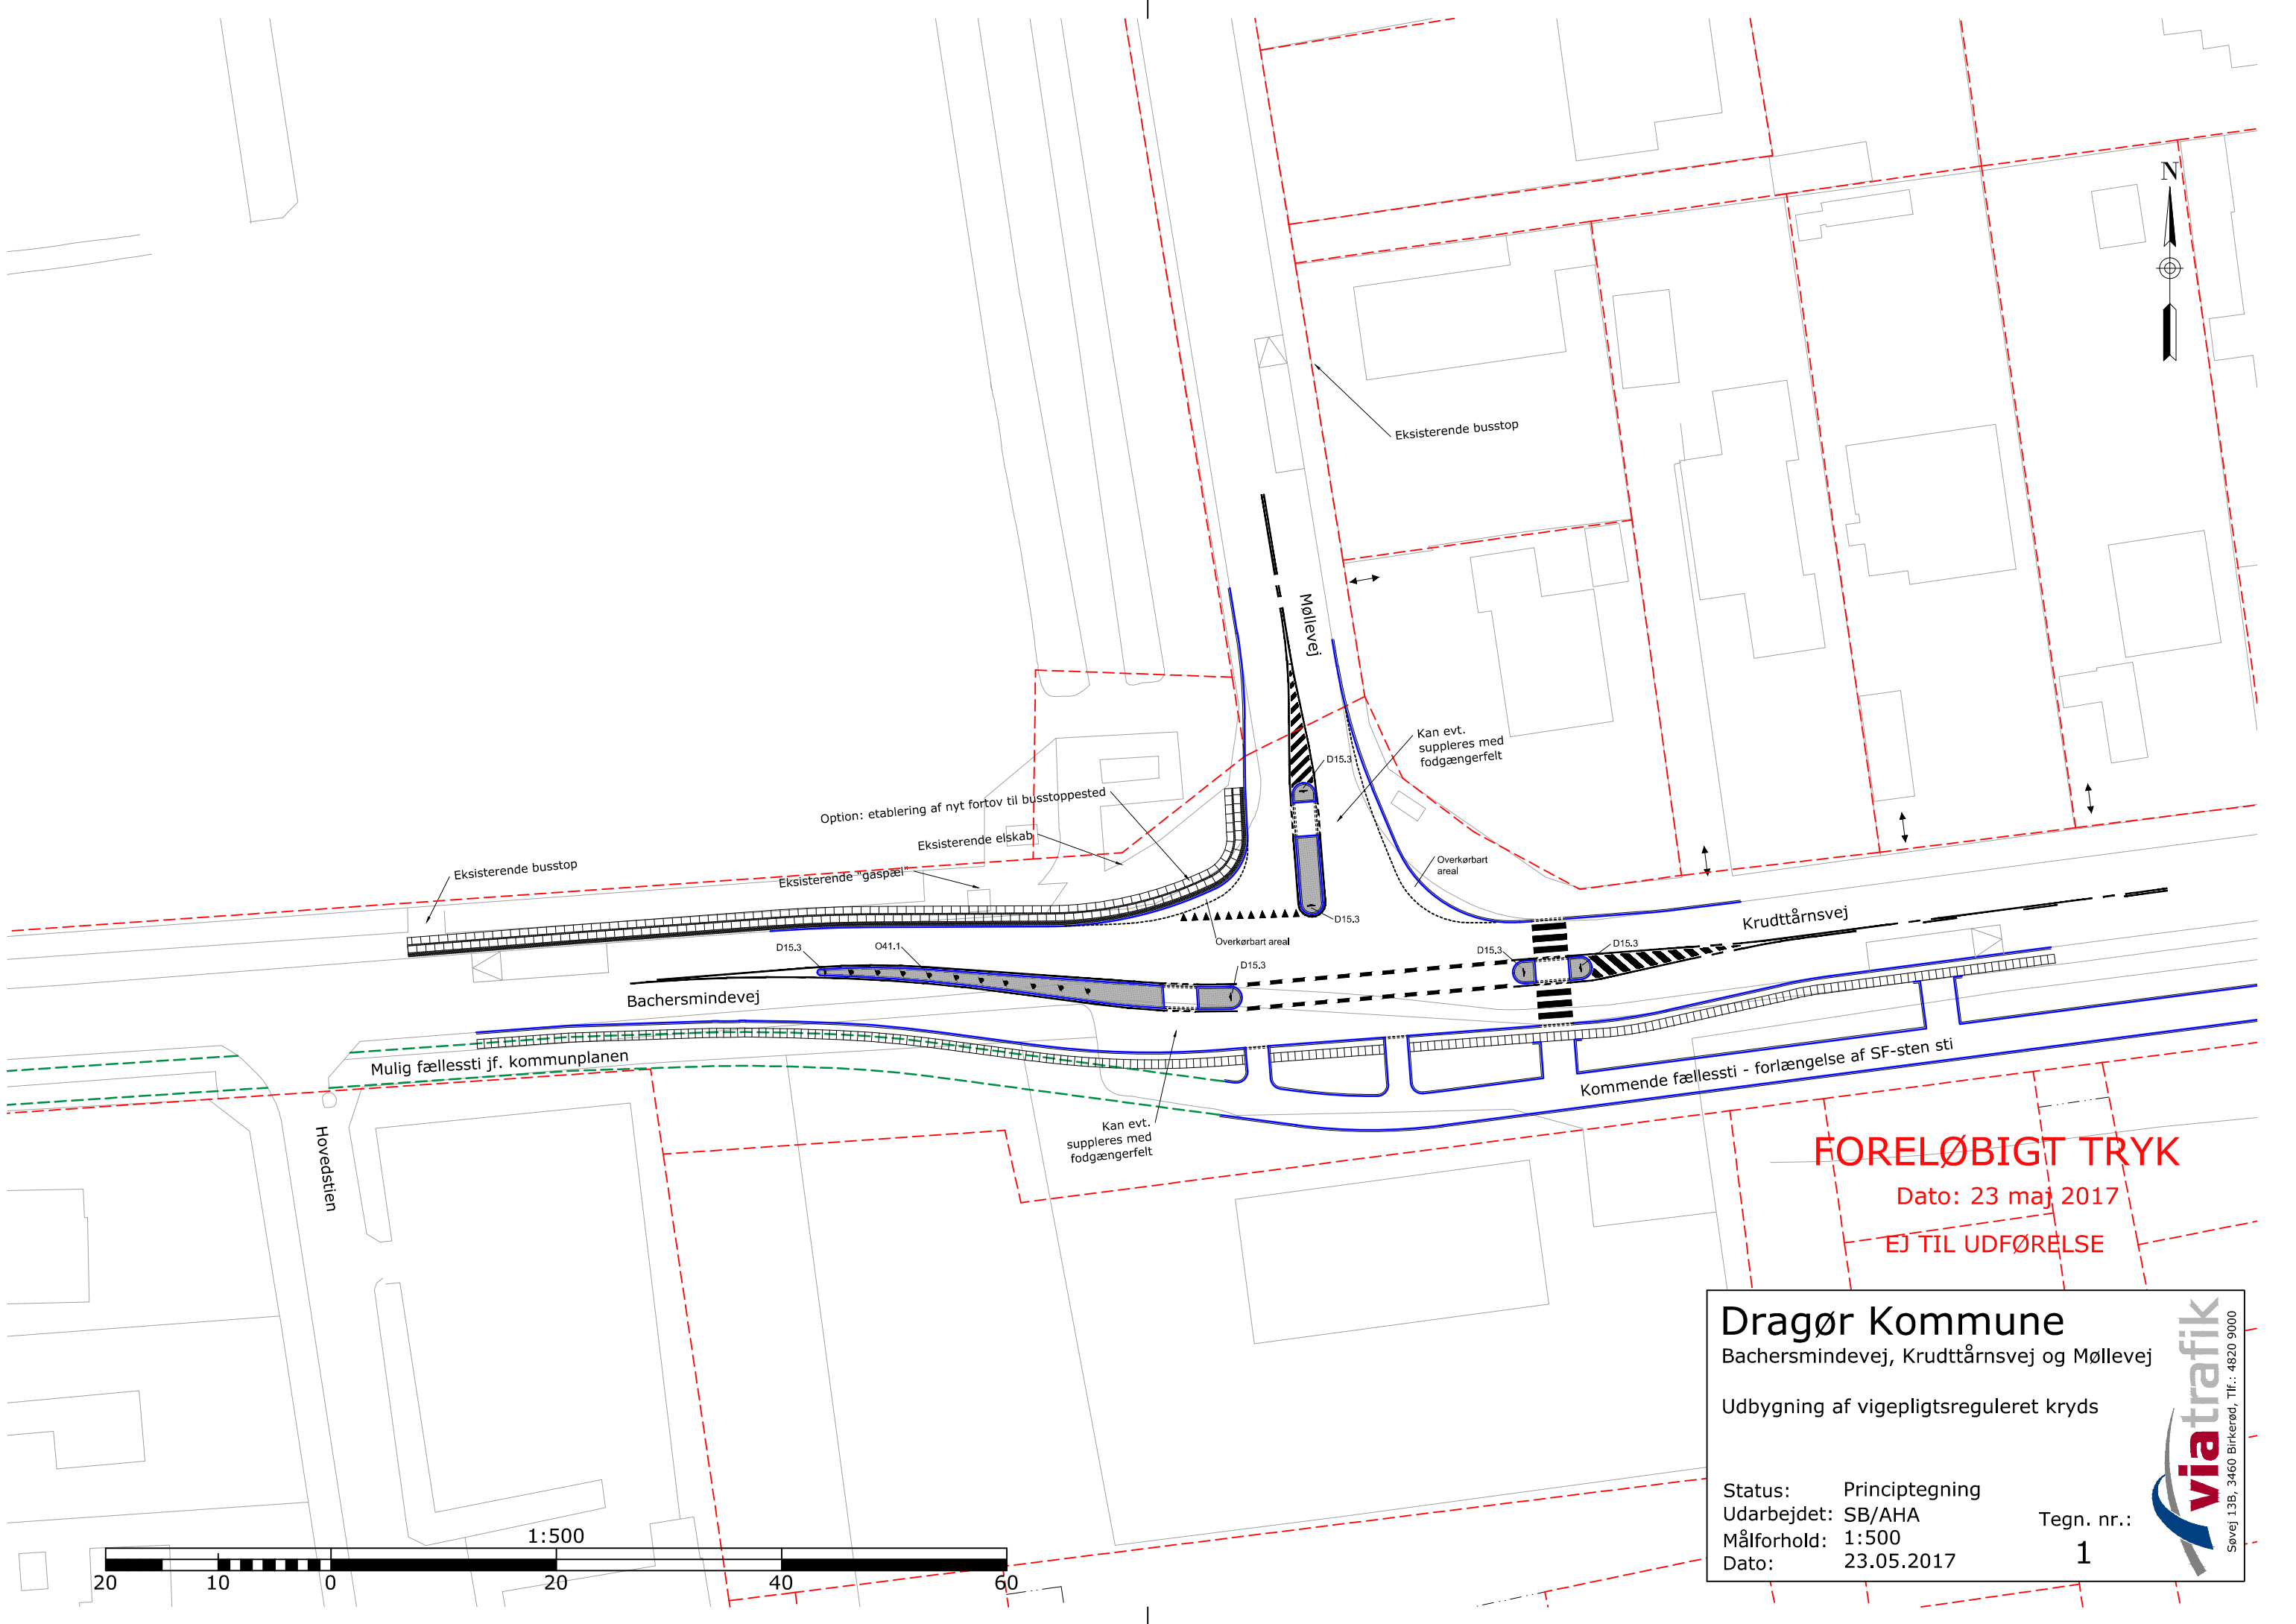 N
Eksisterende busstop
Møllevej
Kan evt.
suppleres med
fodgængerfelt
D15.3
Option: etablering af nyt fortov til busstoppested
Eksisterende elskab
Eksisterende busstop
Eksisterende "gaspæl"
Overkørbart
areal
D15.3
Krudttårnsvej
Overkørbart areal
D15.3
O41.1
D15.3
D15.3
D15.3
Bachersmindevej
Mulig fællessti jf. kommunplanen
Kommende fællessti - forlængelse af SF-sten sti
Hovedstien
Kan evt.
suppleres med
fodgængerfelt
FORELØBIGT TRYK
Dato: 23 maj 2017
EJ TIL UDFØRELSE
Dragør Kommune
Bachersmindevej, Krudttårnsvej og Møllevej
Udbygning af vigepligtsreguleret kryds
Status: Principtegning
Udarbejdet: SB/AHA
Målforhold: 1:500
Dato: 23.05.2017
Tegn. nr.:
1
viatrafik
Søvej 13B, 3460 Birkerød, Tlf.: 4820 9000
1:500
20 10 0 20 40 60